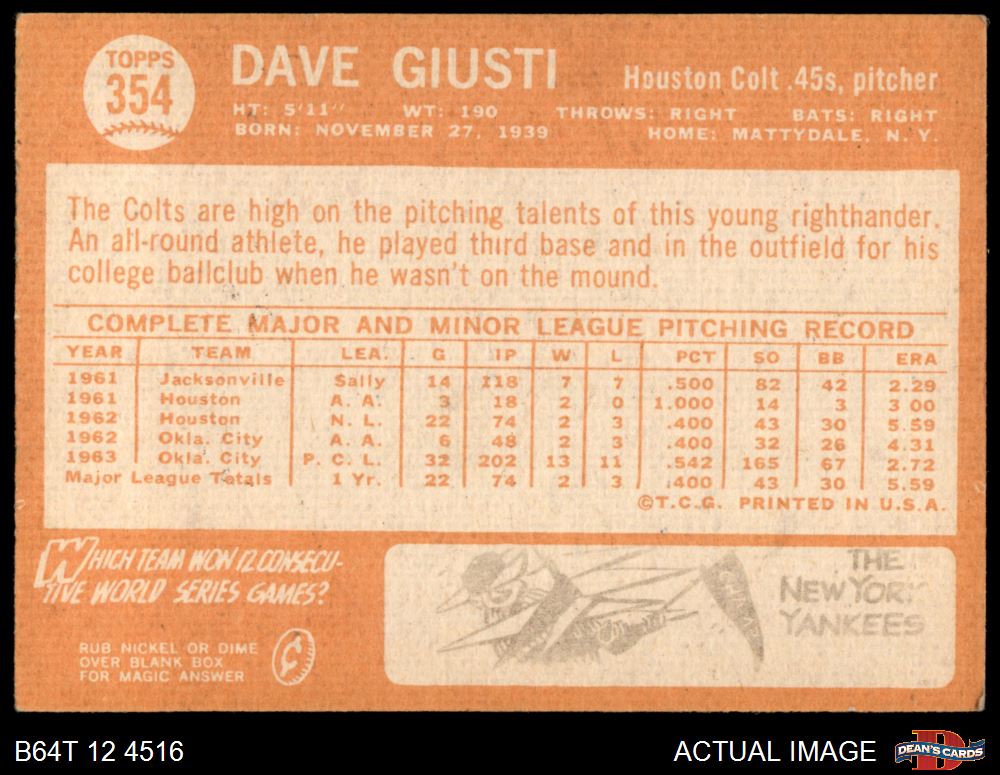 TOPPS
354
DAVE GIUSTI
Houston Colt .45s, pitcher
HT: 5'11" WT: 190 THROWS: RIGHT BATS: RIGHT
BORN: NOVEMBER 27, 1939 HOME: MATTYDALE, N. Y.
The Colts are high on the pitching talents of this young righthander.
An all-round athlete, he played third base and in the outfield for his
college ballclub when he wasn't on the mound.
COMPLETE MAJOR AND MINOR LEAGUE PITCHING RECORD
YEAR TEAM LEA. G IP W L PCT SO BB ERA
1961 Jacksonville Sally 14 118 7 7 .500 82 42 2.29
1961 Houston A. A. 3 18 2 0 1.000 14 3 3 00
1962 Houston N. L. 22 74 2 3 .400 43 30 5.59
1962 Okla. City A. A. 6 48 2 3 .400 32 26 4.31
1963 Okla. City P. C. L. 32 202 13 11 .542 165 67 2.72
Major League Totals 1 Yr. 22 74 2 3 .400 43 30 5.59
©T.C.G. PRINTED IN U.S.A.
WHICH TEAM WON 12 CONSECU-
TIVE WORLD SERIES GAMES?
RUB NICKEL OR DIME
OVER BLANK BOX
FOR MAGIC ANSWER
¢
THE
NEW YORK
YANKEES
B64T 12 4516
ACTUAL IMAGE
DEAN'S CARDS